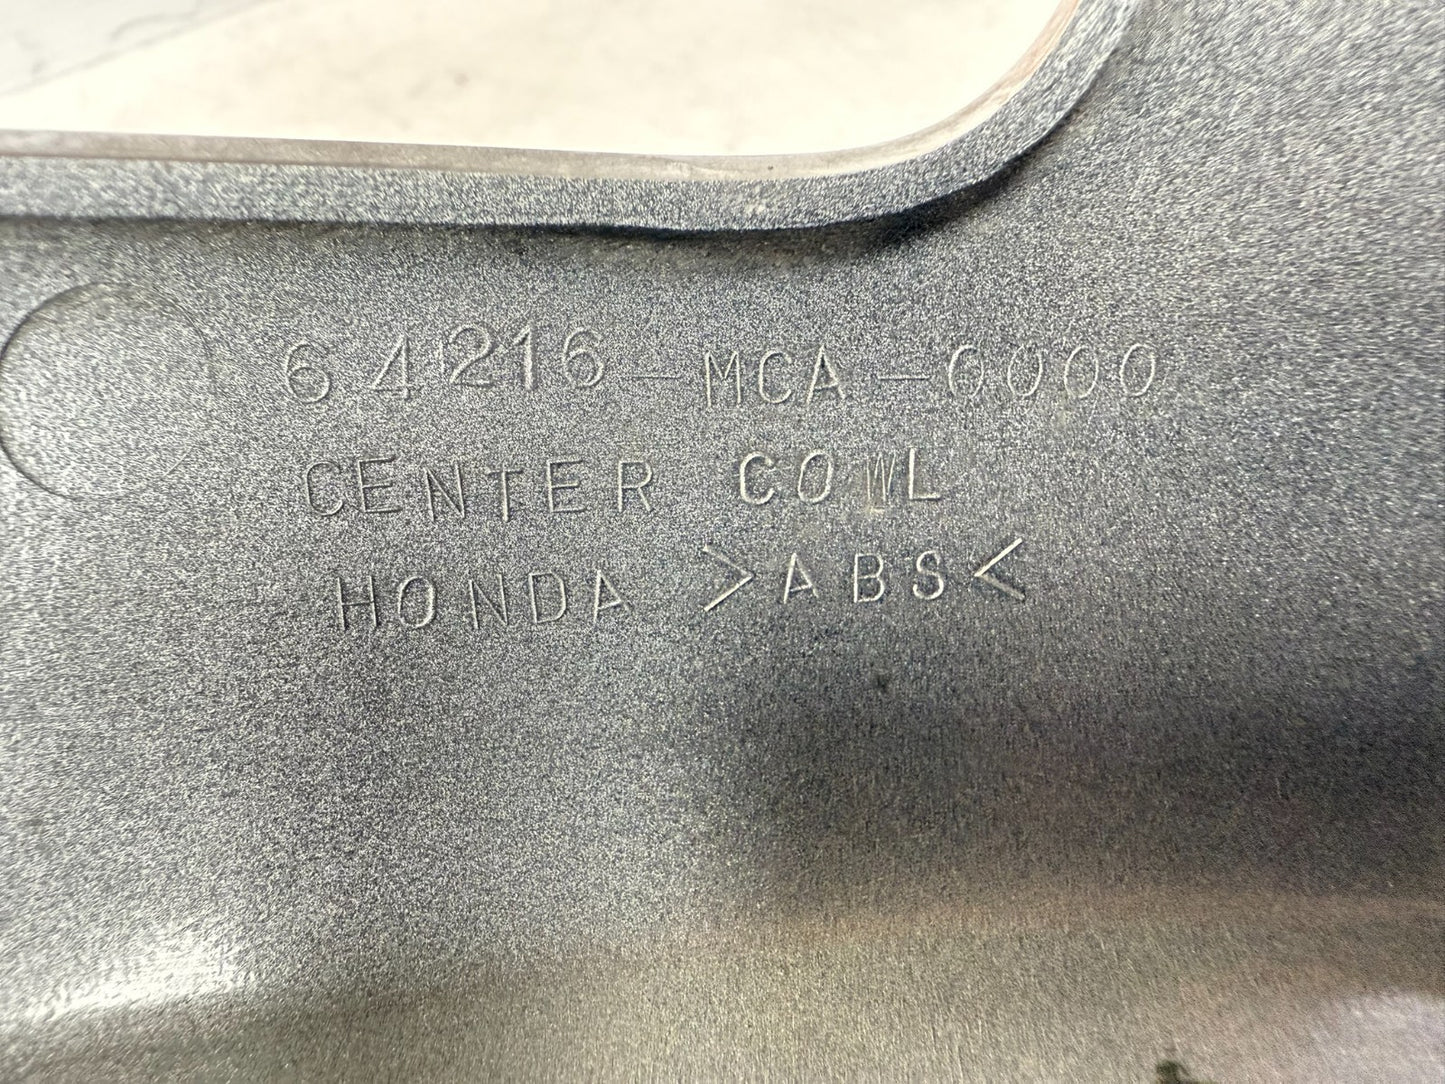 64216-MCA-0000
CENTER COWL
HONDA >ABS<